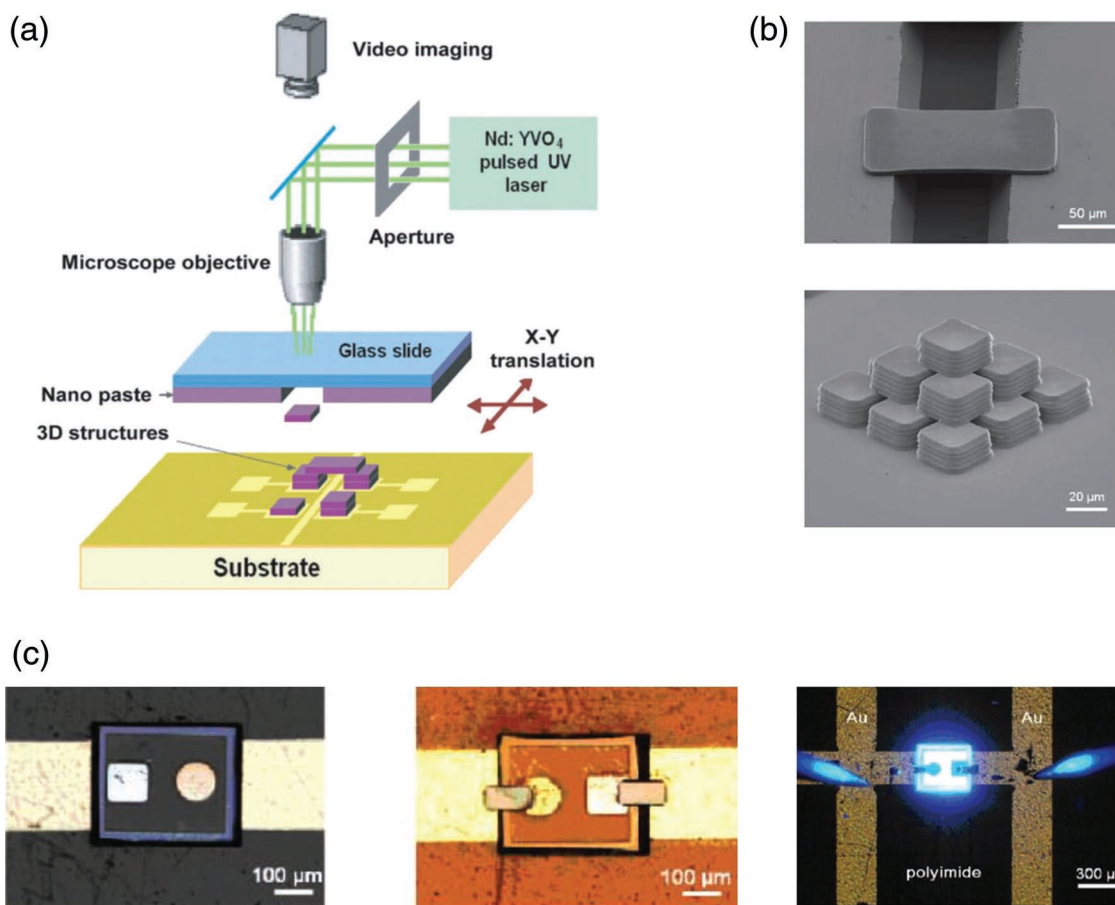 (a)
Video imaging
Nd: YVO₄
pulsed UV
laser
Aperture
Microscope objective
Glass slide
X-Y
translation
Nano paste
3D structures
Substrate
(b)
50 µm
20 µm
(c)
100 µm
100 µm
Au
Au
polyimide
300 µ